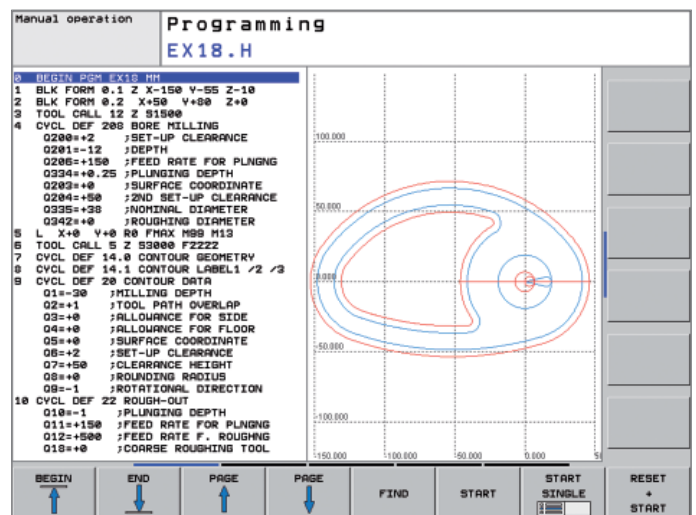 Manual operation
Programming
EX18.H
0 BEGIN PGM EX18 MM
1 BLK FORM 0.1 Z X-150 Y-55 Z-10
2 BLK FORM 0.2 X+50 Y+80 Z+0
3 TOOL CALL 12 Z S1500
4 CYCL DEF 208 BORE MILLING
Q200=+2 ;SET-UP CLEARANCE
Q201=-12 ;DEPTH
Q206=+150 ;FEED RATE FOR PLNGNG
Q334=+0.25 ;PLUNGING DEPTH
Q203=+0 ;SURFACE COORDINATE
Q204=+50 ;2ND SET-UP CLEARANCE
Q335=+38 ;NOMINAL DIAMETER
Q342=+0 ;ROUGHING DIAMETER
5 L X+0 Y+0 R0 FMAX M99 M13
6 TOOL CALL 5 Z S3000 F2222
7 CYCL DEF 14.0 CONTOUR GEOMETRY
8 CYCL DEF 14.1 CONTOUR LABEL1 /2 /3
9 CYCL DEF 20 CONTOUR DATA
Q1=-30 ;MILLING DEPTH
Q2=+1 ;TOOL PATH OVERLAP
Q3=+0 ;ALLOWANCE FOR SIDE
Q4=+0 ;ALLOWANCE FOR FLOOR
Q5=+0 ;SURFACE COORDINATE
Q6=+2 ;SET-UP CLEARANCE
Q7=+50 ;CLEARANCE HEIGHT
Q8=+0 ;ROUNDING RADIUS
Q9=-1 ;ROTATIONAL DIRECTION
10 CYCL DEF 22 ROUGH-OUT
Q10=-1 ;PLUNGING DEPTH
Q11=+150 ;FEED RATE FOR PLNGNG
Q12=+500 ;FEED RATE F. ROUGHNG
Q18=+0 ;COARSE ROUGHING TOOL
100.000
50.000
0.000
-50.000
-100.000
-150.000 -100.000 -50.000 0.000
BEGIN
END
PAGE
PAGE
FIND
START
START
SINGLE
RESET
+
START